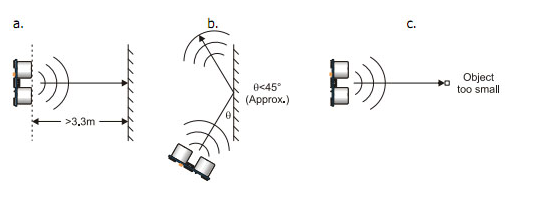 a.
b.
c.
>3.3m
θ<45°
(Approx.)
θ
Object
too small